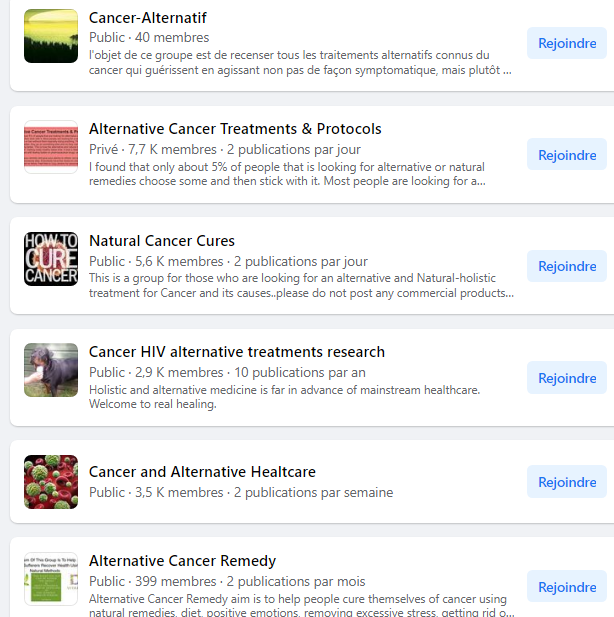 Cancer-Alternatif
Public · 40 membres
l'objet de ce groupe est de recenser tous les traitements alternatifs connus du
cancer qui guérissent en agissant non pas de façon symptomatique, mais plutôt ...
Rejoindre
Alternative Cancer Treatments & Protocols
Privé · 7,7 K membres · 2 publications par jour
I found that only about 5% of people that is looking for alternative or natural
remedies choose some and then stick with it. Most people are looking for a...
Rejoindre
HOW TO
CURE
CANCER
Natural Cancer Cures
Public · 5,6 K membres · 2 publications par jour
This is a group for those who are looking for an alternative and Natural-holistic
treatment for Cancer and its causes..please do not post any commercial products...
Rejoindre
Cancer HIV alternative treatments research
Public · 2,9 K membres · 10 publications par an
Holistic and alternative medicine is far in advance of mainstream healthcare.
Welcome to real healing.
Rejoindre
Cancer and Alternative Healtcare
Public · 3,5 K membres · 2 publications par semaine
Rejoindre
Alternative Cancer Remedy
Public · 399 membres · 2 publications par mois
Alternative Cancer Remedy aim is to help people cure themselves of cancer using
natural remedies, diet, positive emotions, removing excessive stress, getting rid o...
Rejoindre